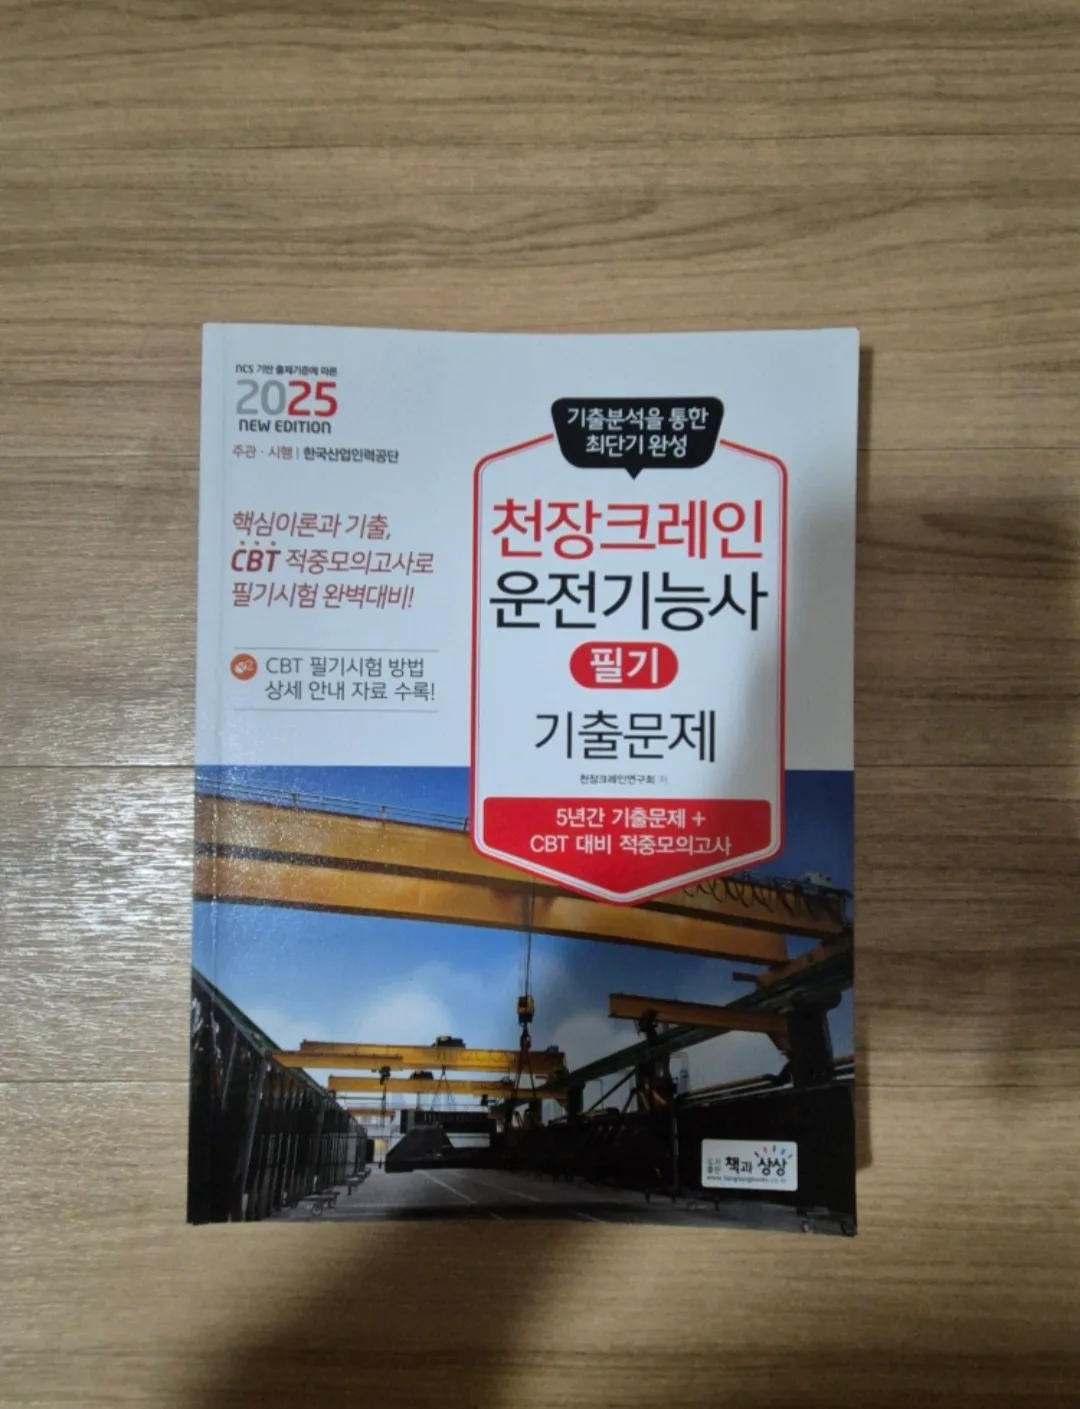 ncs 기반 출제기준에 따른
2025
NEW EDITION
주관 · 시행 | 한국산업인력공단
핵심이론과 기출,
CBT 적중모의고사로
필기시험 완벽대비!
CBT 필기시험 방법
상세 안내 자료 수록!
기출분석을 통한
최단기 완성
천장크레인
운전기능사
필기
기출문제
천장크레인연구회 저
5년간 기출문제 +
CBT 대비 적중모의고사
도서출판 책과 상상